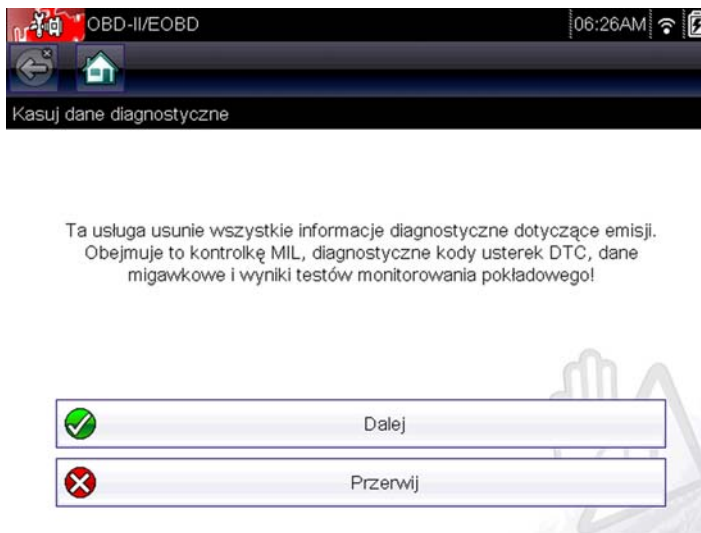 OBD-II/EOBD
06:26AM
Kasuj dane diagnostyczne
Ta usługa usunie wszystkie informacje diagnostyczne dotyczące emisji.
Obejmuje to kontrolkę MIL, diagnostyczne kody usterek DTC, dane
migawkowe i wyniki testów monitorowania pokładowego!
Dalej
Przerwij